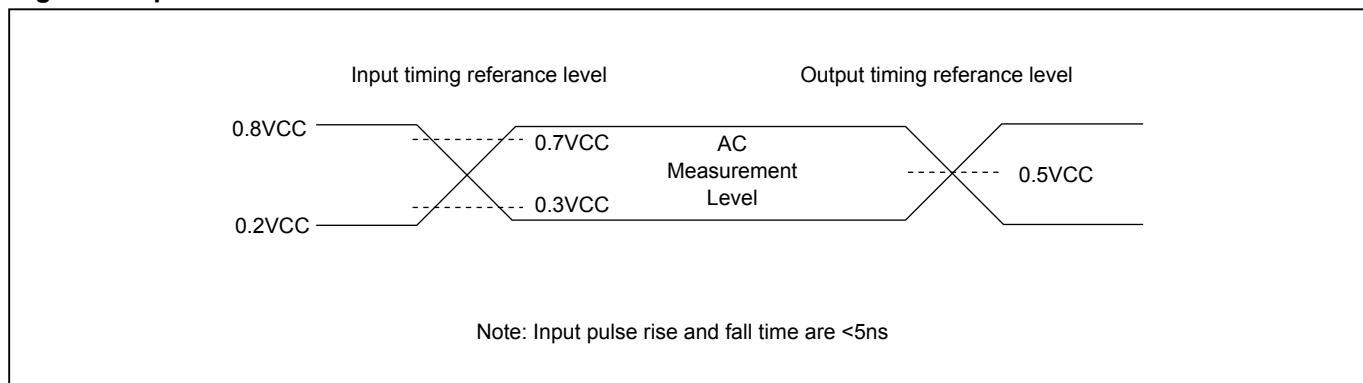 Input timing referance level
Output timing referance level
0.8VCC
0.7VCC
AC
Measurement
Level
0.5VCC
0.3VCC
0.2VCC
Note: Input pulse rise and fall time are <5ns